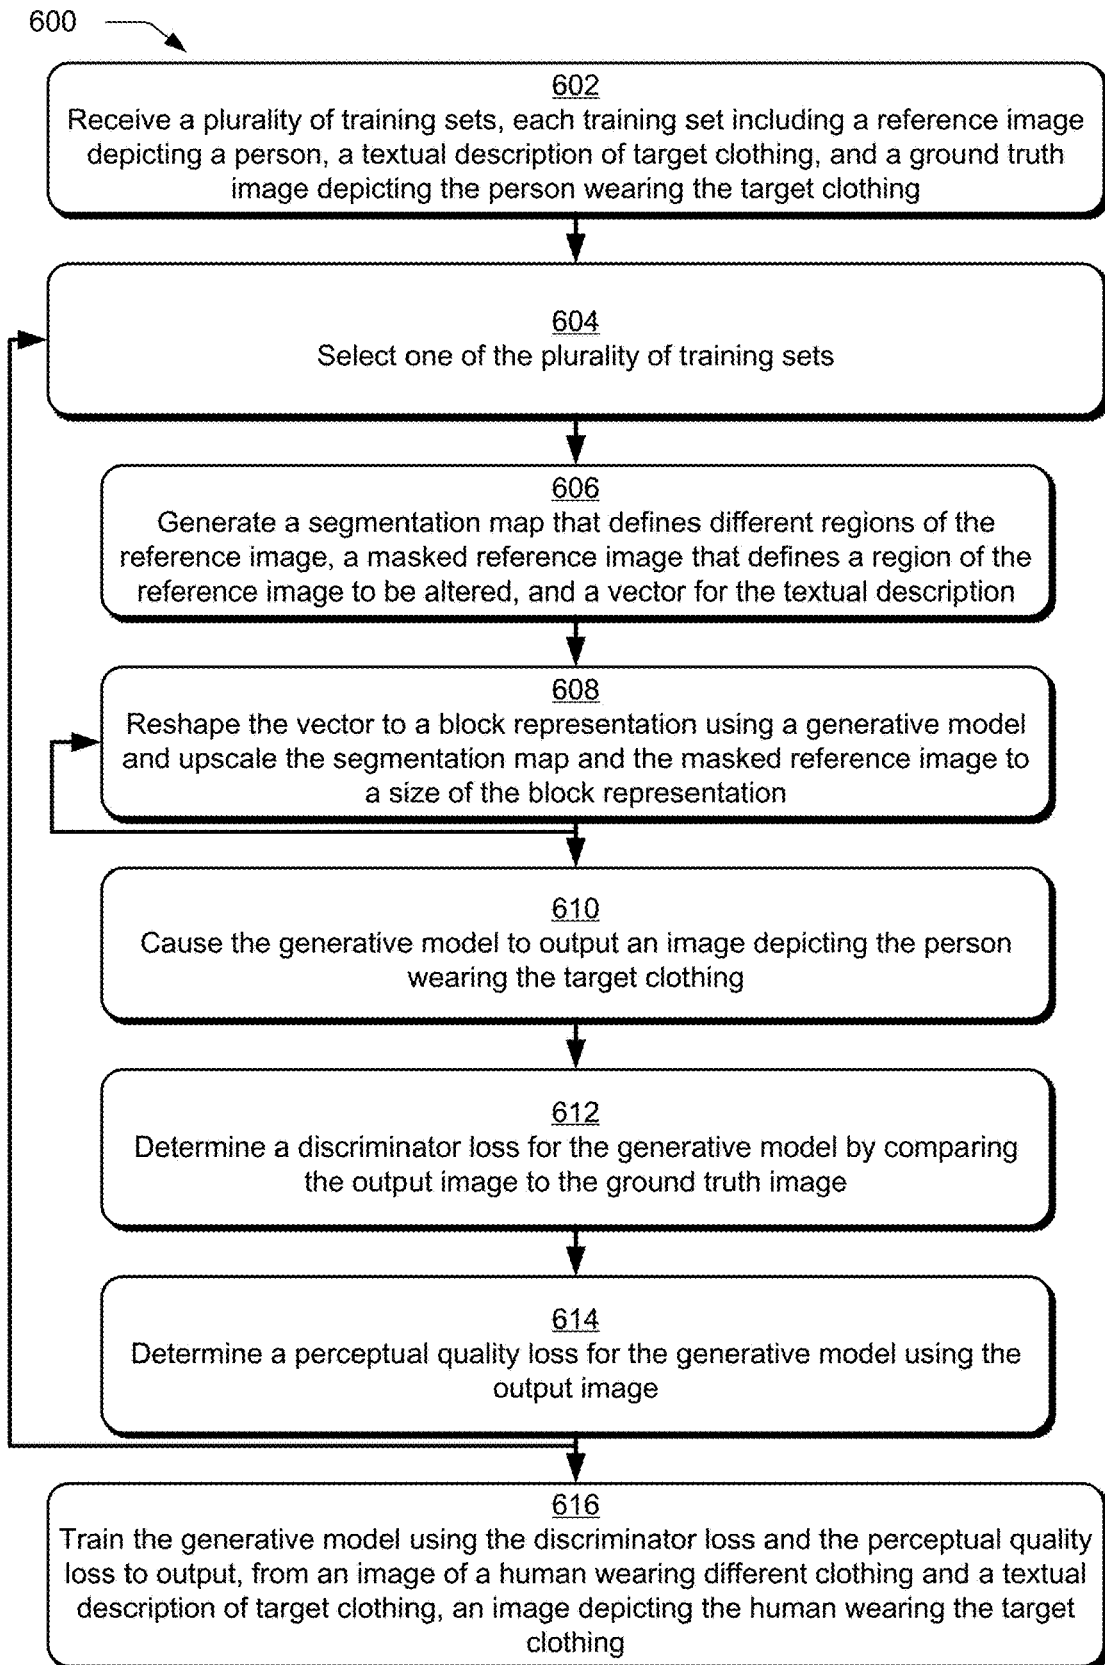 600
602
Receive a plurality of training sets, each training set including a reference image
depicting a person, a textual description of target clothing, and a ground truth
image depicting the person wearing the target clothing
604
Select one of the plurality of training sets
606
Generate a segmentation map that defines different regions of the
reference image, a masked reference image that defines a region of the
reference image to be altered, and a vector for the textual description
608
Reshape the vector to a block representation using a generative model
and upscale the segmentation map and the masked reference image to
a size of the block representation
610
Cause the generative model to output an image depicting the person
wearing the target clothing
612
Determine a discriminator loss for the generative model by comparing
the output image to the ground truth image
614
Determine a perceptual quality loss for the generative model using the
output image
616
Train the generative model using the discriminator loss and the perceptual quality
loss to output, from an image of a human wearing different clothing and a textual
description of target clothing, an image depicting the human wearing the target
clothing